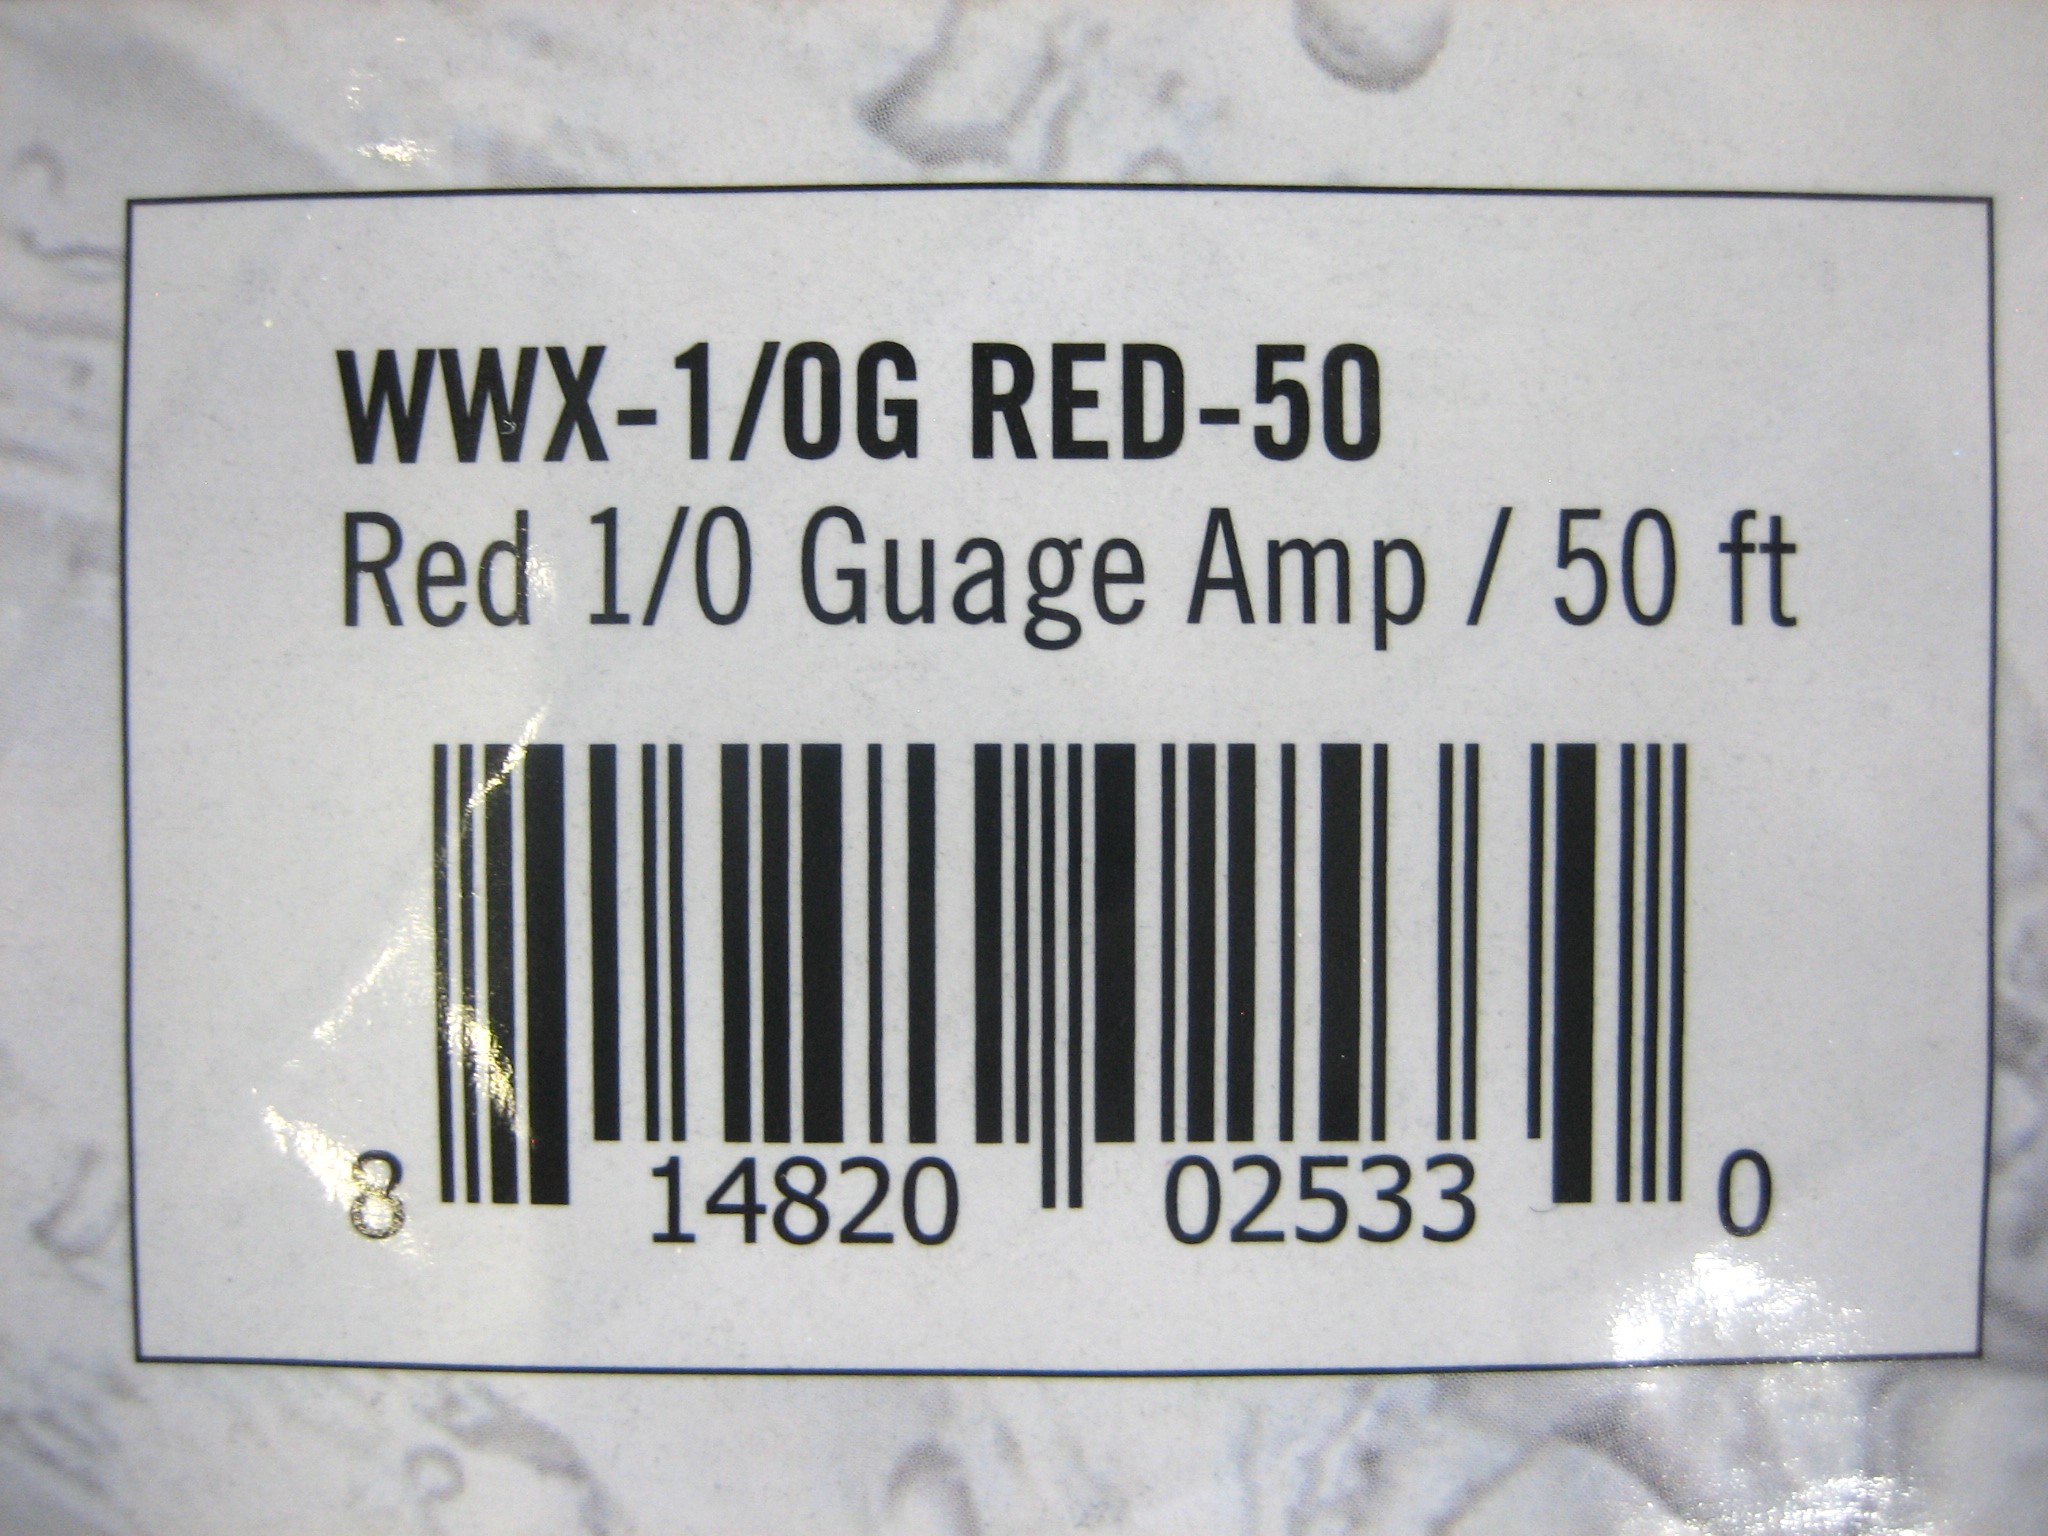 WWX-1/0G RED-50
Red 1/0 Guage Amp / 50 ft
8 14820 02533 0